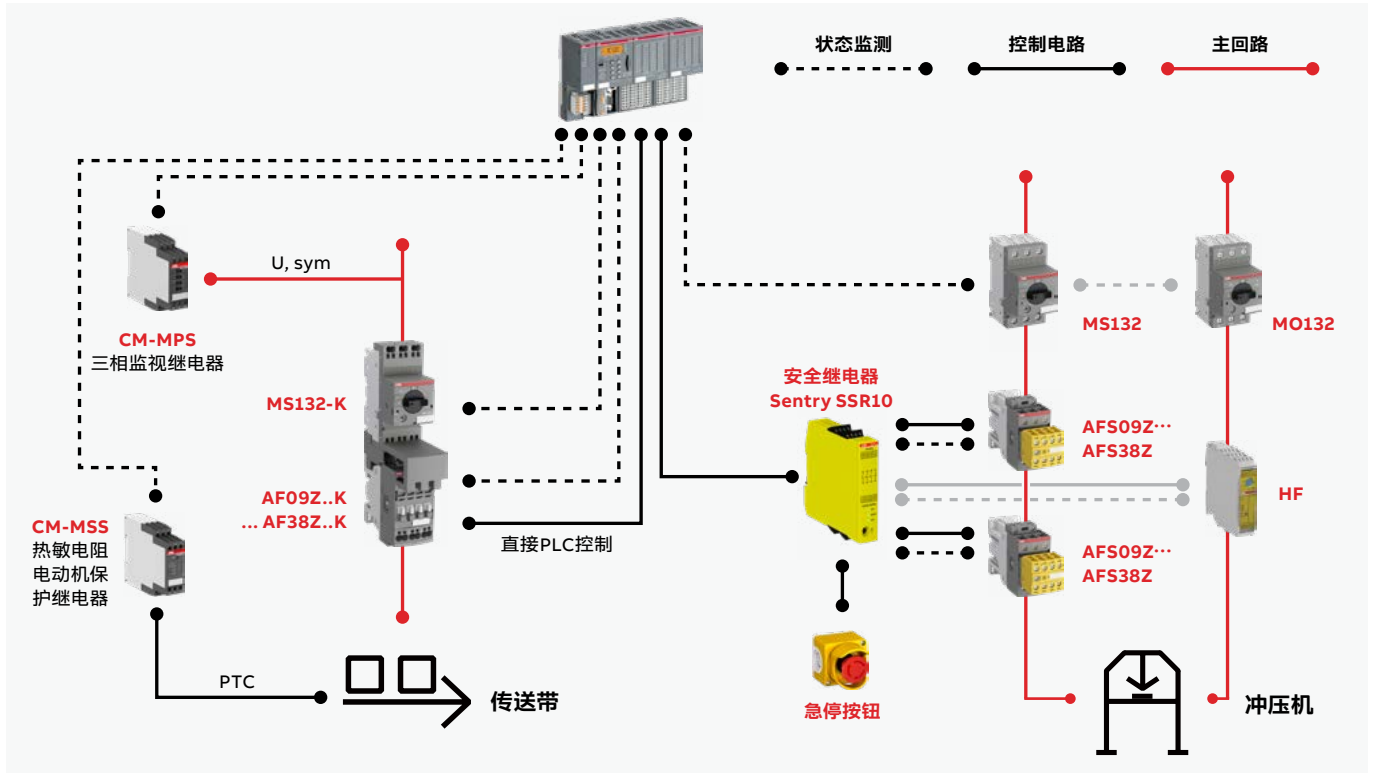 状态监测
控制电路
主回路
U, sym
CM-MPS
三相监视继电器
MS132-K
AF09Z..K
... AF38Z..K
直接PLC控制
CM-MSS
热敏电阻
电动机保
护继电器
PTC
传送带
安全继电器
Sentry SSR10
急停按钮
MS132
MO132
AFS09Z…
AFS38Z
HF
AFS09Z…
AFS38Z
冲压机